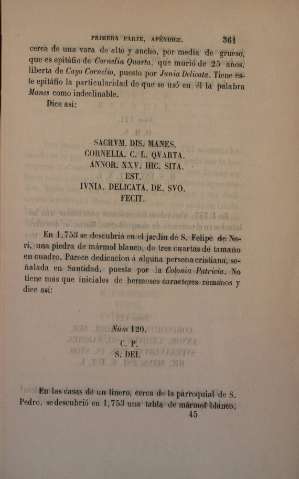 PRIMERA PARTE, APÉNDICE. 361
cerca de una vara de alto y ancho, por media de grueso,
que es epitáfio de Cornelia Quarta, que murió de 25 años,
liberta de Cayo Cornelio, puesto por Junia Delicata. Tiene es-
te epitáfio la particularidad de que se usó en él la palabra
Manes como indeclinable.
Dice asi:
SACRVM. DIS. MANES.
CORNELIA. C. L. QVARTA.
ANNOR. XXV. HIC. SITA.
EST.
IVNIA. DELICATA. DE. SVO.
FECIT.
En 1,753 se descubria en el jardin de S. Felipe de Ne-
ri, una piedra de mármol blanco, de tres cuartas de tamaño
en cuadro. Parece dedicacion á alguna persona cristiana, se-
ñalada en Santidad, puesta por la Colonia Patricia. No
tiene mas que iniciales de hermosos caracteres romanos y
dice asi:
Núm 120.
C. P.
S. DEI.
En las casas de un linero, cerca de la parroquial de S.
Pedro, se descubrió en 1,753 una tabla de mármol blanco,
45